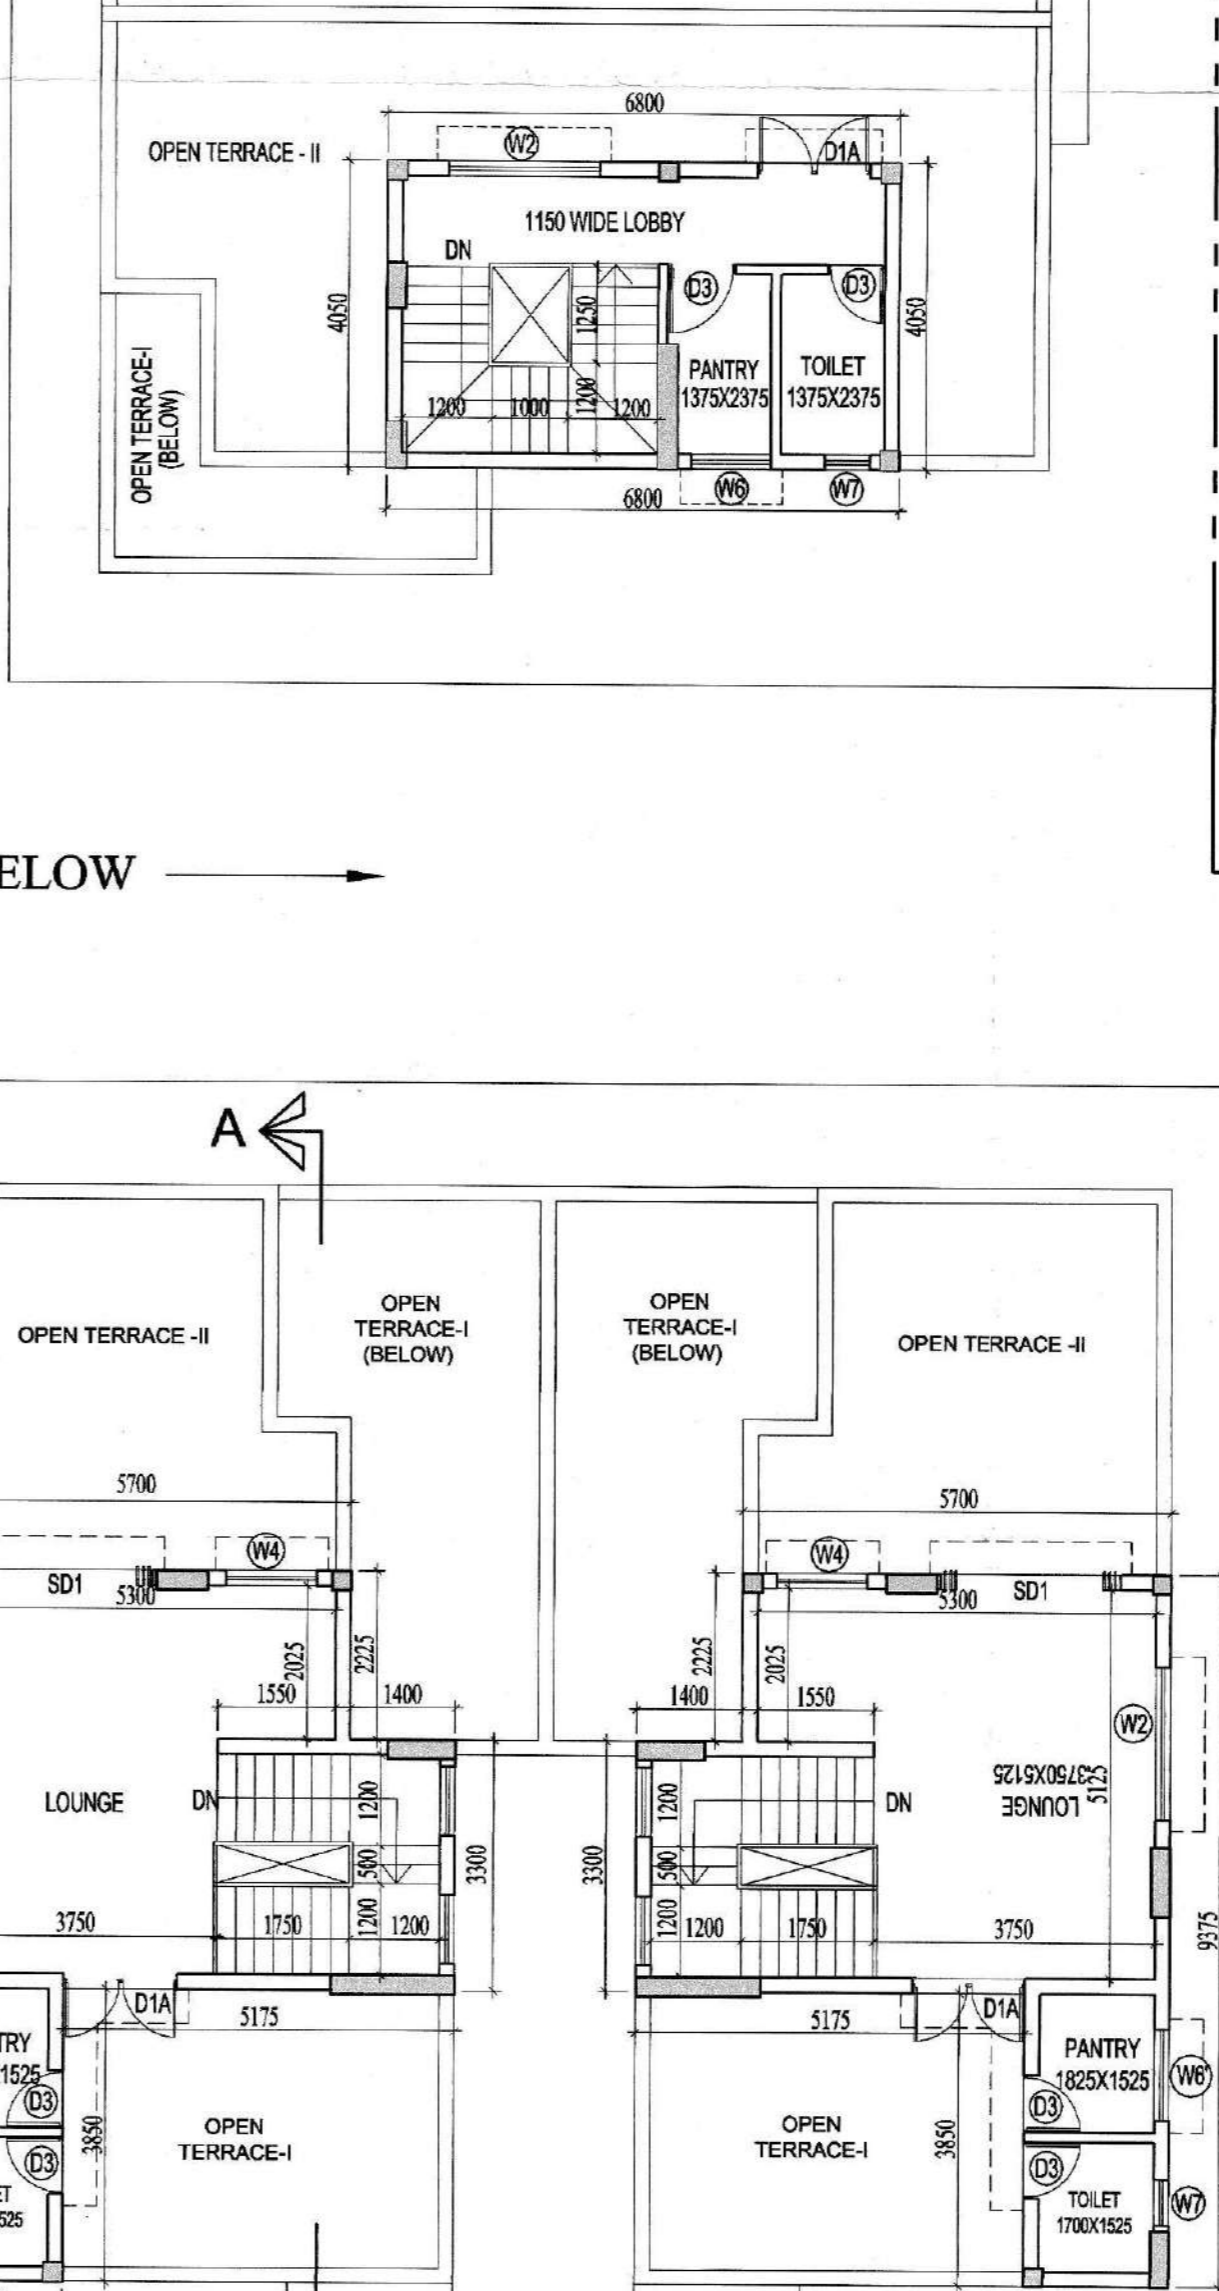 6800
W2
D1A
OPEN TERRACE - II
1150 WIDE LOBBY
DN
D3
D3
4050
1250
4050
PANTRY
1375X2375
TOILET
1375X2375
OPEN TERRACE-I
(BELOW)
1200
1000
1200
1200
W6
W7
6800
ELOW
A
OPEN TERRACE -II
OPEN
TERRACE-I
(BELOW)
OPEN
TERRACE-I
(BELOW)
OPEN TERRACE -II
5700
5700
W4
W4
SD1
5300
5300
SD1
2025
2225
2225
2025
1550
1400
1400
1550
W2
LOUNGE
3750X5125
5125
LOUNGE
DN
1200
1200
DN
500
3300
3300
500
3750
1750
1200
1200
1200
1200
1750
3750
9375
D1A
5175
5175
D1A
TRY
1525
D3
PANTRY
1825X1525
W6
D3
3850
OPEN
TERRACE-I
OPEN
TERRACE-I
3850
D3
D3
ET
525
TOILET
1700X1525
W7